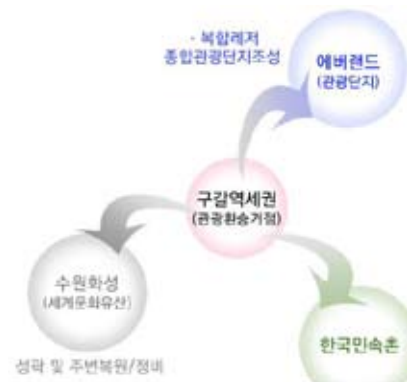 · 복합레저
종합관광단지조성
에버랜드
(관광단지)
구갈역세권
(관광환승거점)
수원화성
(세계문화유산)
성곽 및 주변복원/정비
한국민속촌